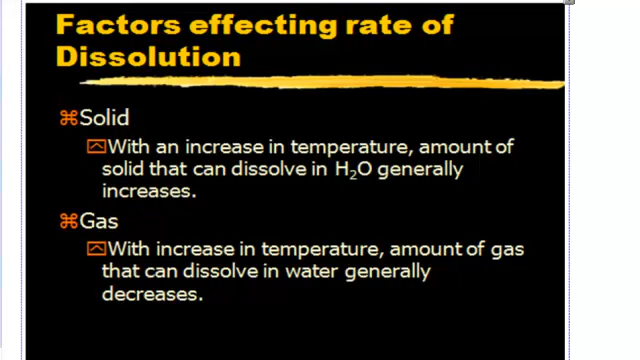 Factors effecting rate of
Dissolution
Solid
With an increase in temperature, amount of
solid that can dissolve in H₂O generally
increases.
Gas
With increase in temperature, amount of gas
that can dissolve in water generally
decreases.